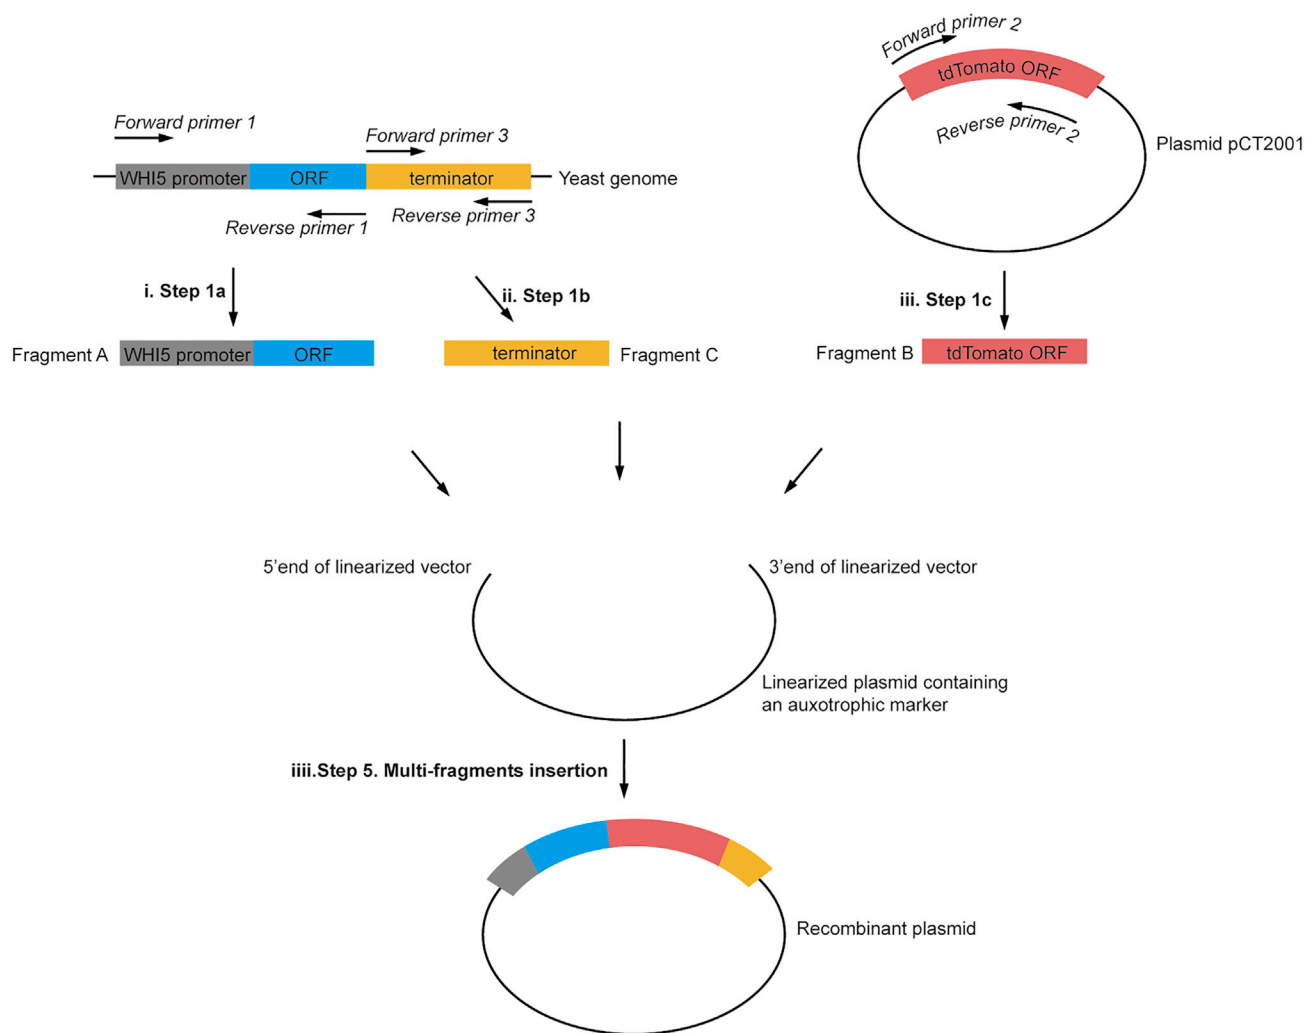 Forward primer 2
tdTomato ORF
Reverse primer 2
Plasmid pCT2001
Forward primer 1
Forward primer 3
WHI5 promoter
ORF
terminator
Yeast genome
Reverse primer 1
Reverse primer 3
i. Step 1a
ii. Step 1b
iii. Step 1c
Fragment A
WHI5 promoter
ORF
terminator
Fragment C
Fragment B
tdTomato ORF
5'end of linearized vector
3'end of linearized vector
Linearized plasmid containing
an auxotrophic marker
iiii.Step 5. Multi-fragments insertion
Recombinant plasmid